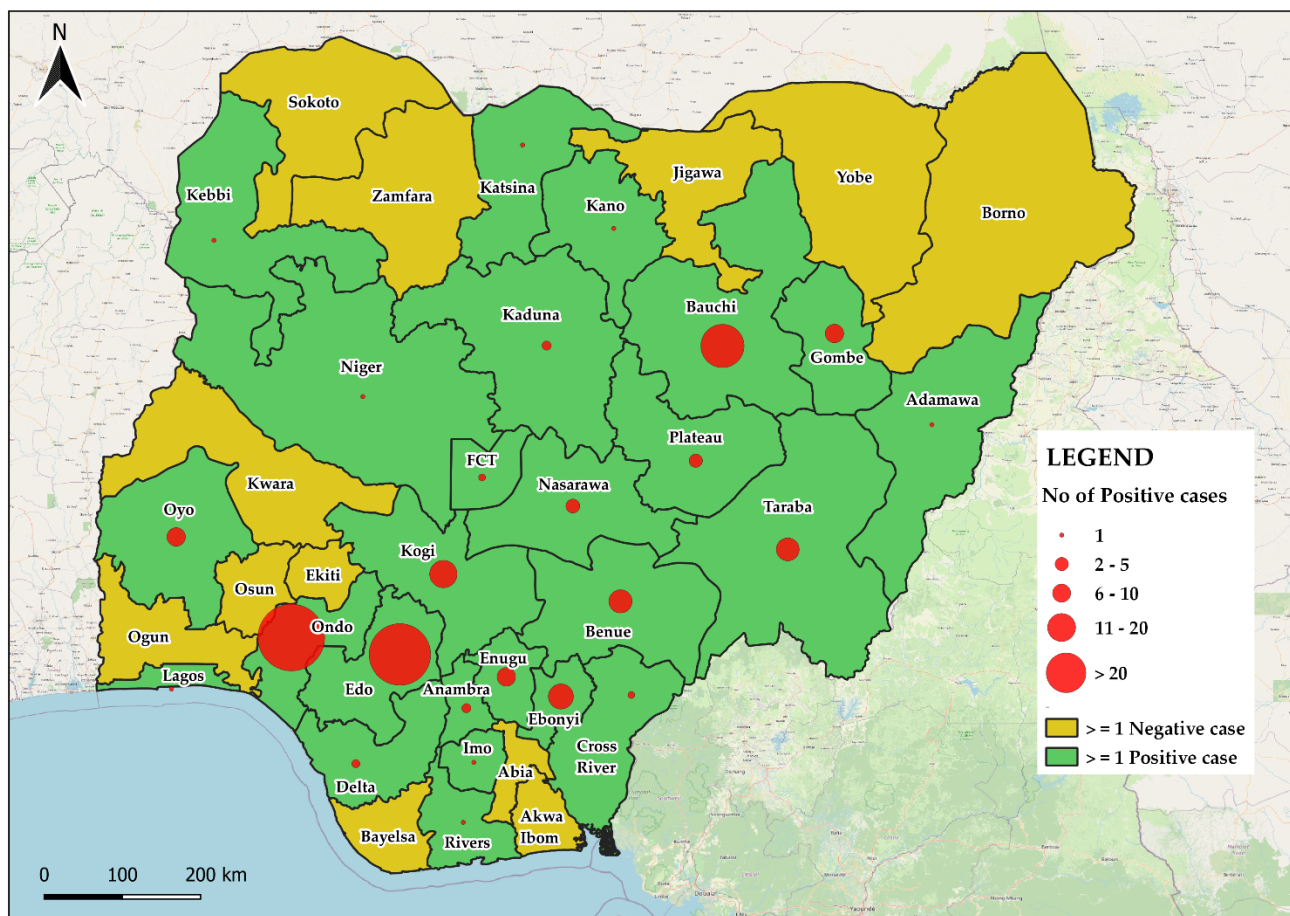 N
Sokoto
Kebbi
Zamfara
Katsina
Kano
Jigawa
Yobe
Borno
Kaduna
Bauchi
Gombe
Niger
Adamawa
Plateau
FCT
Nasarawa
Kwara
Oyo
Taraba
Kogi
Osun
Ekiti
Ogun
Ondo
Benue
Lagos
Edo
Enugu
Anambra
Ebonyi
Imo
Cross
River
Abia
Delta
Akwa
Ibom
Bayelsa
Rivers
LEGEND
No of Positive cases
1
2 - 5
6 - 10
11 - 20
> 20
> = 1 Negative case
> = 1 Positive case
0 100 200 km